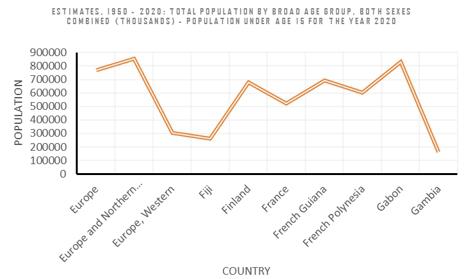 ESTIMATES, 1950 - 2020: TOTAL POPULATION BY BROAD AGE GROUP, BOTH SEXES
COMBINED (THOUSANDS) - POPULATION UNDER AGE 15 FOR THE YEAR 2020
POPULATION
900000
800000
700000
600000
500000
400000
300000
200000
100000
0
Europe
Europe and Northern...
Europe, Western
Fiji
Finland
France
French Guiana
French Polynesia
Gabon
Gambia
COUNTRY